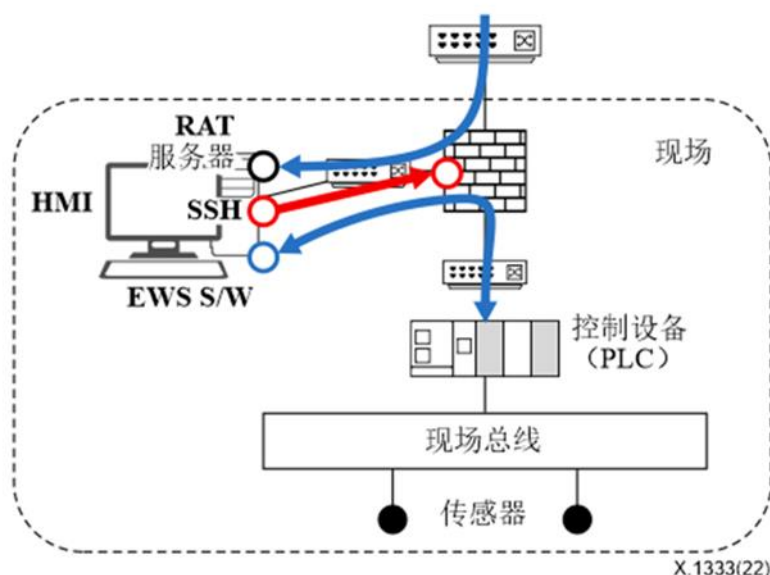 RAT
服务器
现场
HMI
SSH
EWS S/W
控制设备
（PLC）
现场总线
传感器
X.1333(22)